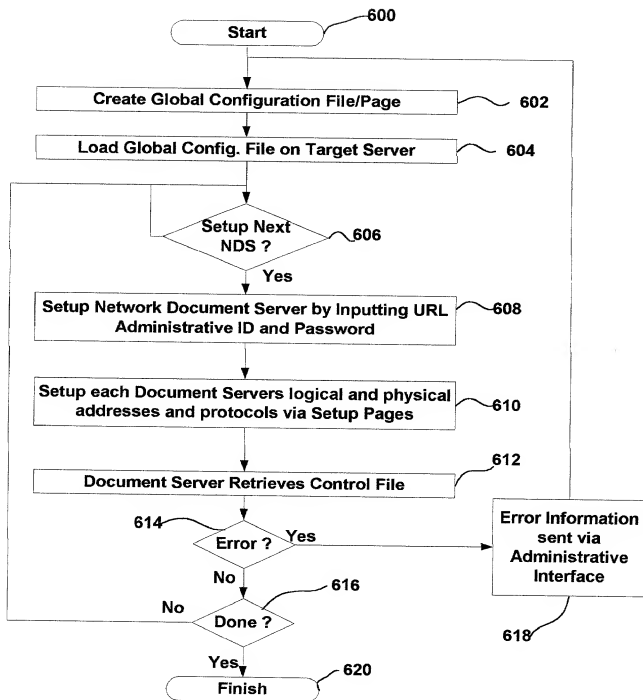 Start
600
Create Global Configuration File/Page
602
Load Global Config. File on Target Server
604
Setup Next
NDS ?
606
Yes
Setup Network Document Server by Inputting URL
Administrative ID and Password
608
Setup each Document Servers logical and physical
addresses and protocols via Setup Pages
610
612
Document Server Retrieves Control File
614
Error ?
Yes
Error Information
sent via
Administrative
Interface
618
No
616
No
Done ?
Yes
620
Finish